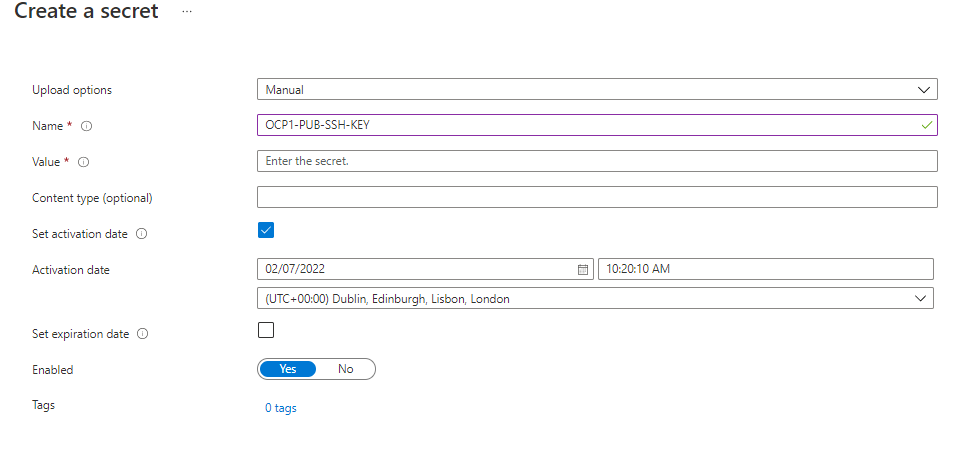 Create a secret ...
Upload options Manual
Name * OCP1-PUB-SSH-KEY
Value * Enter the secret.
Content type (optional)
Set activation date
Activation date 02/07/2022 10:20:10 AM
(UTC+00:00) Dublin, Edinburgh, Lisbon, London
Set expiration date
Enabled Yes No
Tags 0 tags